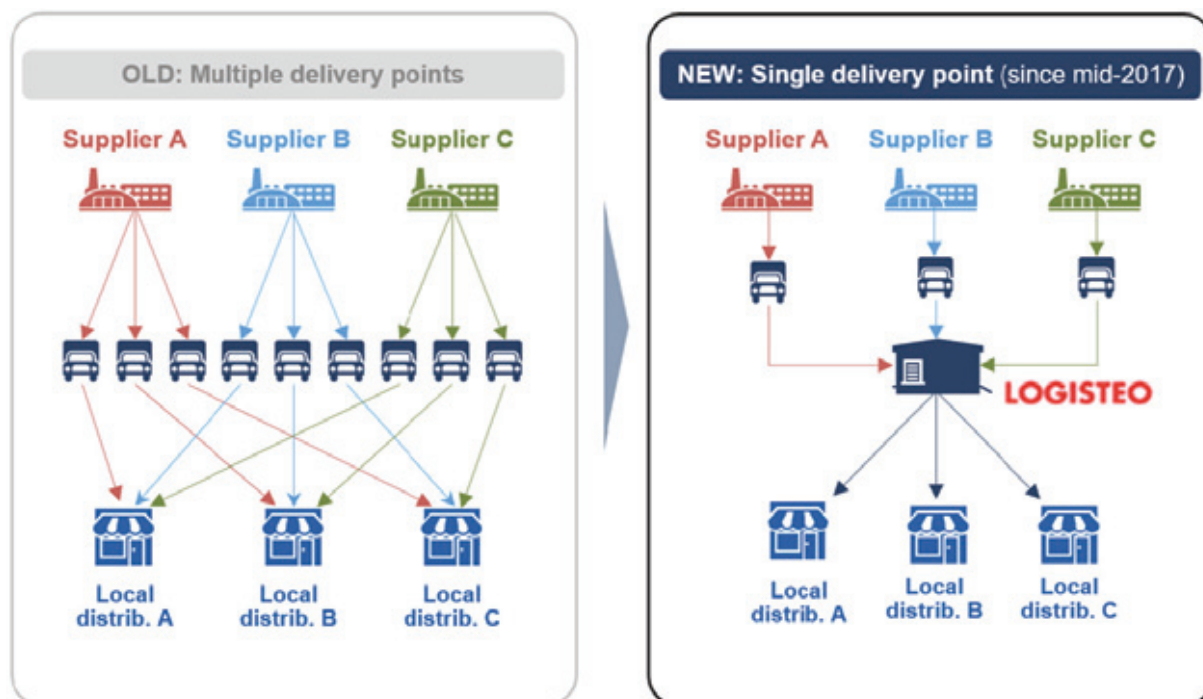 OLD: Multiple delivery points
Supplier A
Supplier B
Supplier C
Local
distrib. A
Local
distrib. B
Local
distrib. C
NEW: Single delivery point (since mid-2017)
Supplier A
Supplier B
Supplier C
LOGISTEO
Local
distrib. A
Local
distrib. B
Local
distrib. C